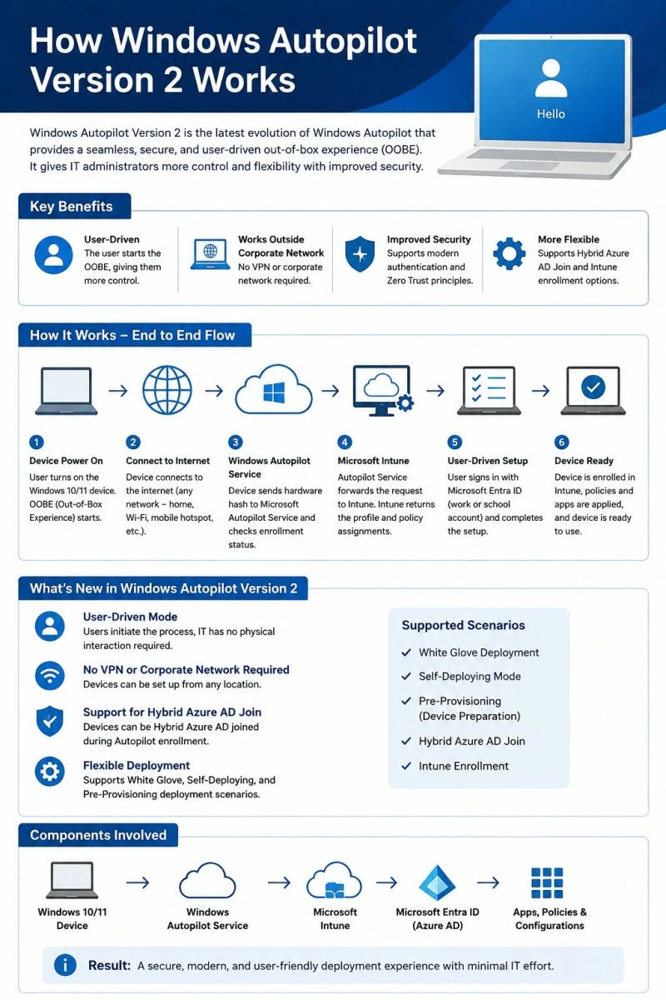 How Windows Autopilot
Version 2 Works
Hello
Windows Autopilot Version 2 is the latest evolution of Windows Autopilot that
provides a seamless, secure, and user-driven out-of-box experience (OOBE).
It gives IT administrators more control and flexibility with improved security.
Key Benefits
User-Driven
The user starts the
OOBE, giving them
more control.
Works Outside
Corporate Network
No VPN or corporate
network required.
Improved Security
Supports modern
authentication and
Zero Trust principles.
More Flexible
Supports Hybrid Azure
AD Join and Intune
enrollment options.
How It Works – End to End Flow
1
Device Power On
User turns on the
Windows 10/11 device.
OOBE (Out-of-Box
Experience) starts.
2
Connect to Internet
Device connects to
the internet (any
network – home,
Wi-Fi, mobile hotspot,
etc.).
3
Windows Autopilot
Service
Device sends hardware
hash to Microsoft
Autopilot Service and
checks enrollment
status.
4
Microsoft Intune
Autopilot Service
forwards the request
to Intune. Intune returns
the profile and policy
assignments.
5
User-Driven Setup
User signs in with
Microsoft Entra ID
(work or school
account) and completes
the setup.
6
Device Ready
Device is enrolled in
Intune, policies and
apps are applied,
and device is ready
to use.
What's New in Windows Autopilot Version 2
User-Driven Mode
Users initiate the process, IT has no physical
interaction required.
No VPN or Corporate Network Required
Devices can be set up from any location.
Support for Hybrid Azure AD Join
Devices can be Hybrid Azure AD joined
during Autopilot enrollment.
Flexible Deployment
Supports White Glove, Self-Deploying, and
Pre-Provisioning deployment scenarios.
Supported Scenarios
White Glove Deployment
Self-Deploying Mode
Pre-Provisioning
(Device Preparation)
Hybrid Azure AD Join
Intune Enrollment
Components Involved
Windows 10/11
Device
Windows
Autopilot Service
Microsoft
Intune
Microsoft Entra ID
(Azure AD)
Apps, Policies &
Configurations
Result: A secure, modern, and user-friendly deployment experience with minimal IT effort.